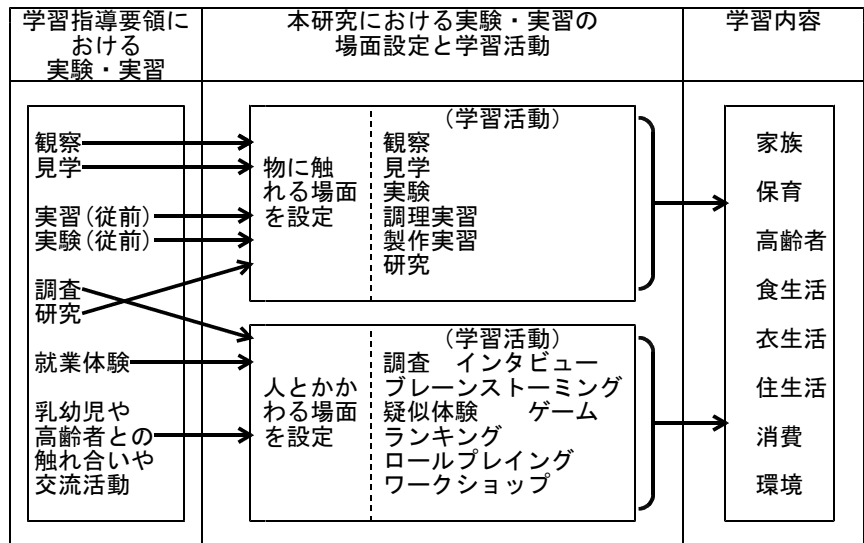 学習指導要領に
おける
実験・実習
本研究における実験・実習の
場面設定と学習活動
学習内容
観察
見学
実習(従前)
実験(従前)
調査
研究
就業体験
乳幼児や
高齢者との
触れ合いや
交流活動
物に触
れる場面
を設定
(学習活動)
観察
見学
実験
調理実習
製作実習
研究
人とかか
わる場面
を設定
(学習活動)
調査 インタビュー
ブレーンストーミング
疑似体験 ゲーム
ランキング
ロールプレイング
ワークショップ
家族
保育
高齢者
食生活
衣生活
住生活
消費
環境